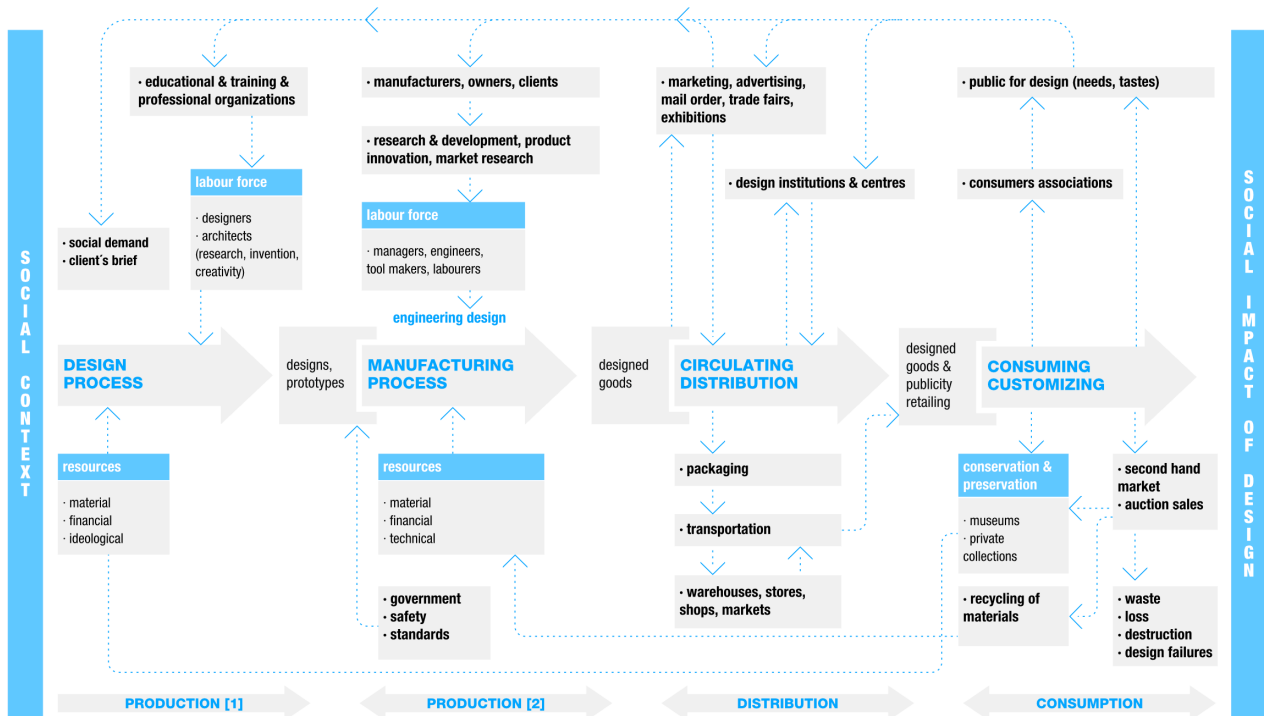 SOCIAL CONTEXT
· educational & training &
professional organizations
· manufacturers, owners, clients
· marketing, advertising,
mail order, trade fairs,
exhibitions
· public for design (needs, tastes)
· research & development, product
innovation, market research
labour force
· designers
· architects
(research, invention,
creativity)
· design institutions & centres
· consumers associations
labour force
· managers, engineers,
tool makers, labourers
· social demand
· client´s brief
engineering design
DESIGN
PROCESS
designs,
prototypes
MANUFACTURING
PROCESS
designed
goods
CIRCULATING
DISTRIBUTION
designed
goods &
publicity
retailing
CONSUMING
CUSTOMIZING
resources
· material
· financial
· ideological
resources
· material
· financial
· technical
· packaging
· transportation
· warehouses, stores,
shops, markets
conservation &
preservation
· museums
· private
collections
· second hand
market
· auction sales
· government
· safety
· standards
· recycling of
materials
· waste
· loss
· destruction
· design failures
PRODUCTION [1]
PRODUCTION [2]
DISTRIBUTION
CONSUMPTION
SOCIAL IMPACT OF DESIGN